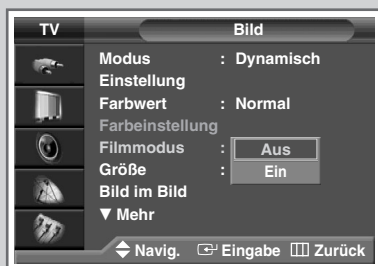 TV Bild
Modus : Dynamisch
Einstellung
Farbwert : Normal
Farbeinstellung
Filmmodus : Aus
Größe : Ein
Bild im Bild
▼ Mehr
Navig. Eingabe Zurück